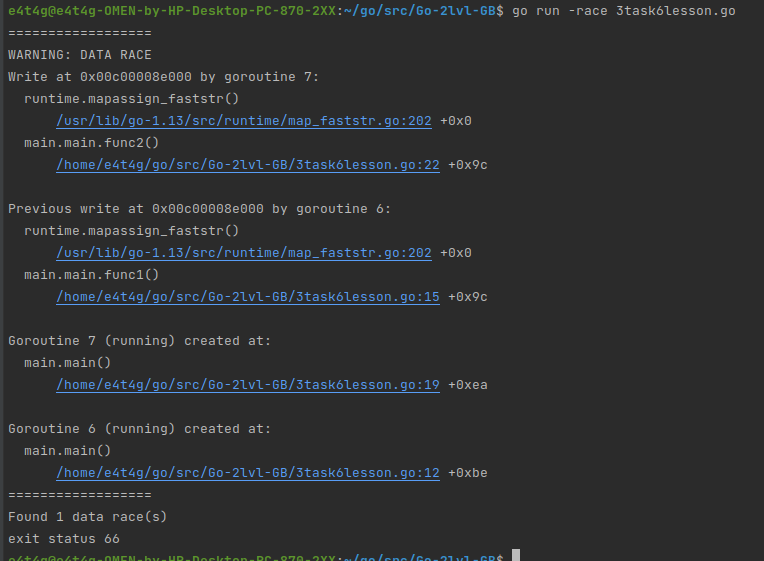 e4t4g@e4t4g-OMEN-by-HP-Desktop-PC-870-2XX:~/go/src/Go-2lvl-GB$ go run -race 3task6lesson.go
==================
WARNING: DATA RACE
Write at 0x00c00008e000 by goroutine 7:
  runtime.mapassign_faststr()
      /usr/lib/go-1.13/src/runtime/map_faststr.go:202 +0x0
  main.main.func2()
      /home/e4t4g/go/src/Go-2lvl-GB/3task6lesson.go:22 +0x9c

Previous write at 0x00c00008e000 by goroutine 6:
  runtime.mapassign_faststr()
      /usr/lib/go-1.13/src/runtime/map_faststr.go:202 +0x0
  main.main.func1()
      /home/e4t4g/go/src/Go-2lvl-GB/3task6lesson.go:15 +0x9c

Goroutine 7 (running) created at:
  main.main()
      /home/e4t4g/go/src/Go-2lvl-GB/3task6lesson.go:19 +0xea

Goroutine 6 (running) created at:
  main.main()
      /home/e4t4g/go/src/Go-2lvl-GB/3task6lesson.go:12 +0xbe
==================
Found 1 data race(s)
exit status 66
e4t4g@e4t4g-OMEN-by-HP-Desktop-PC-870-2XX:~/go/src/Go-2lvl-GB$